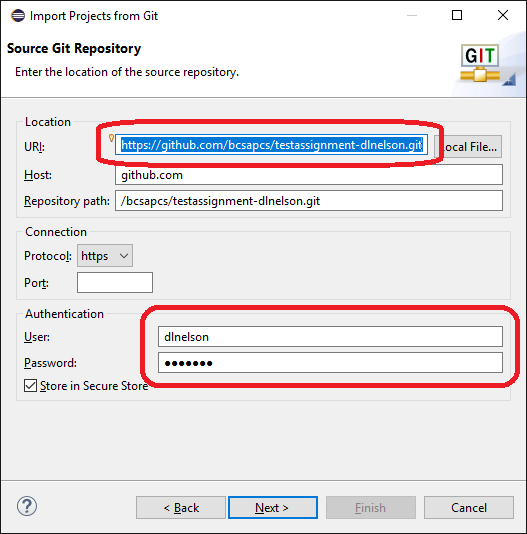 Import Projects from Git
Source Git Repository
Enter the location of the source repository.
GIT
Location
URI:
https://github.com/bcsapcs/testassignment-dlnelson.git
Local File...
Host:
github.com
Repository path:
/bcsapcs/testassignment-dlnelson.git
Connection
Protocol:
https
Port:
Authentication
User:
dlnelson
Password:
●●●●●●●
Store in Secure Store
?
< Back
Next >
Finish
Cancel